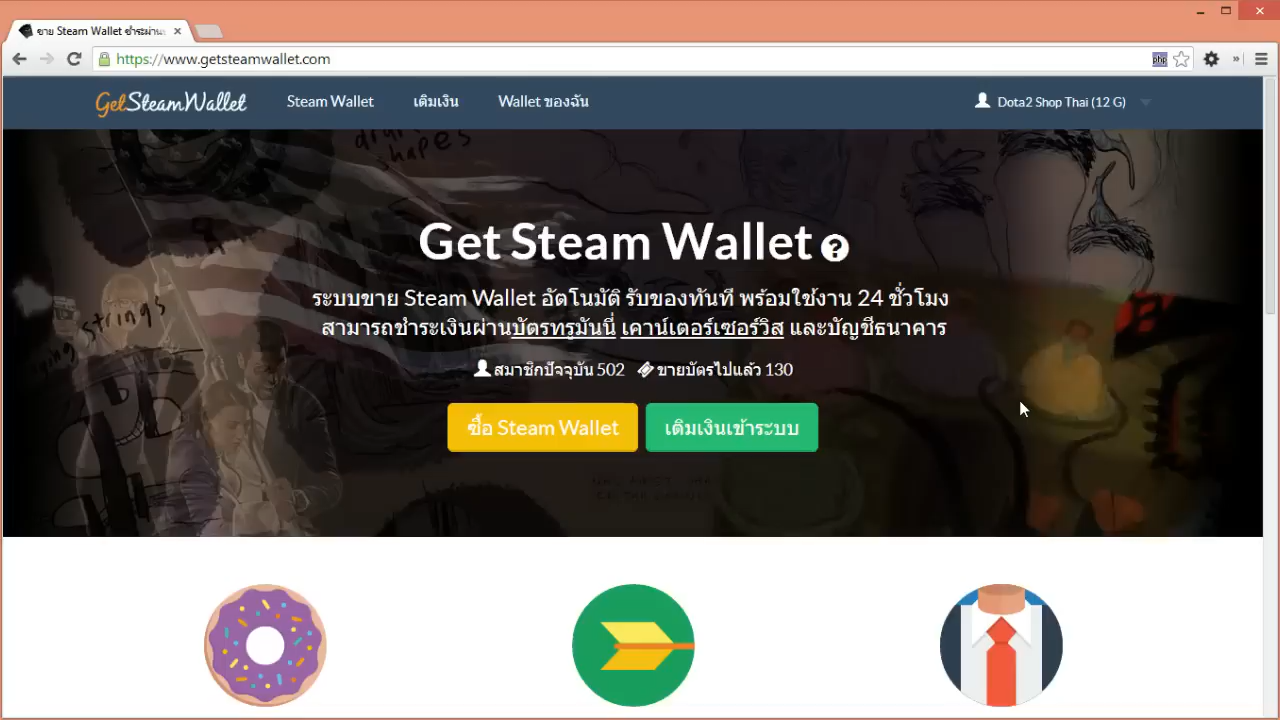 ขาย Steam Wallet ชำระผ่าน
https://www.getsteamwallet.com
php
GetSteamWallet
Steam Wallet
เติมเงิน
Wallet ของฉัน
Dota2 Shop Thai (12 G)
shapes
strings
Get Steam Wallet ?
ระบบขาย Steam Wallet อัตโนมัติ รับของทันที พร้อมใช้งาน 24 ชั่วโมง
สามารถชำระเงินผ่านบัตรทรูมันนี่ เคาน์เตอร์เซอร์วิส และบัญชีธนาคาร
สมาชิกปัจจุบัน 502 ขายบัตรไปแล้ว 130
ซื้อ Steam Wallet
เติมเงินเข้าระบบ